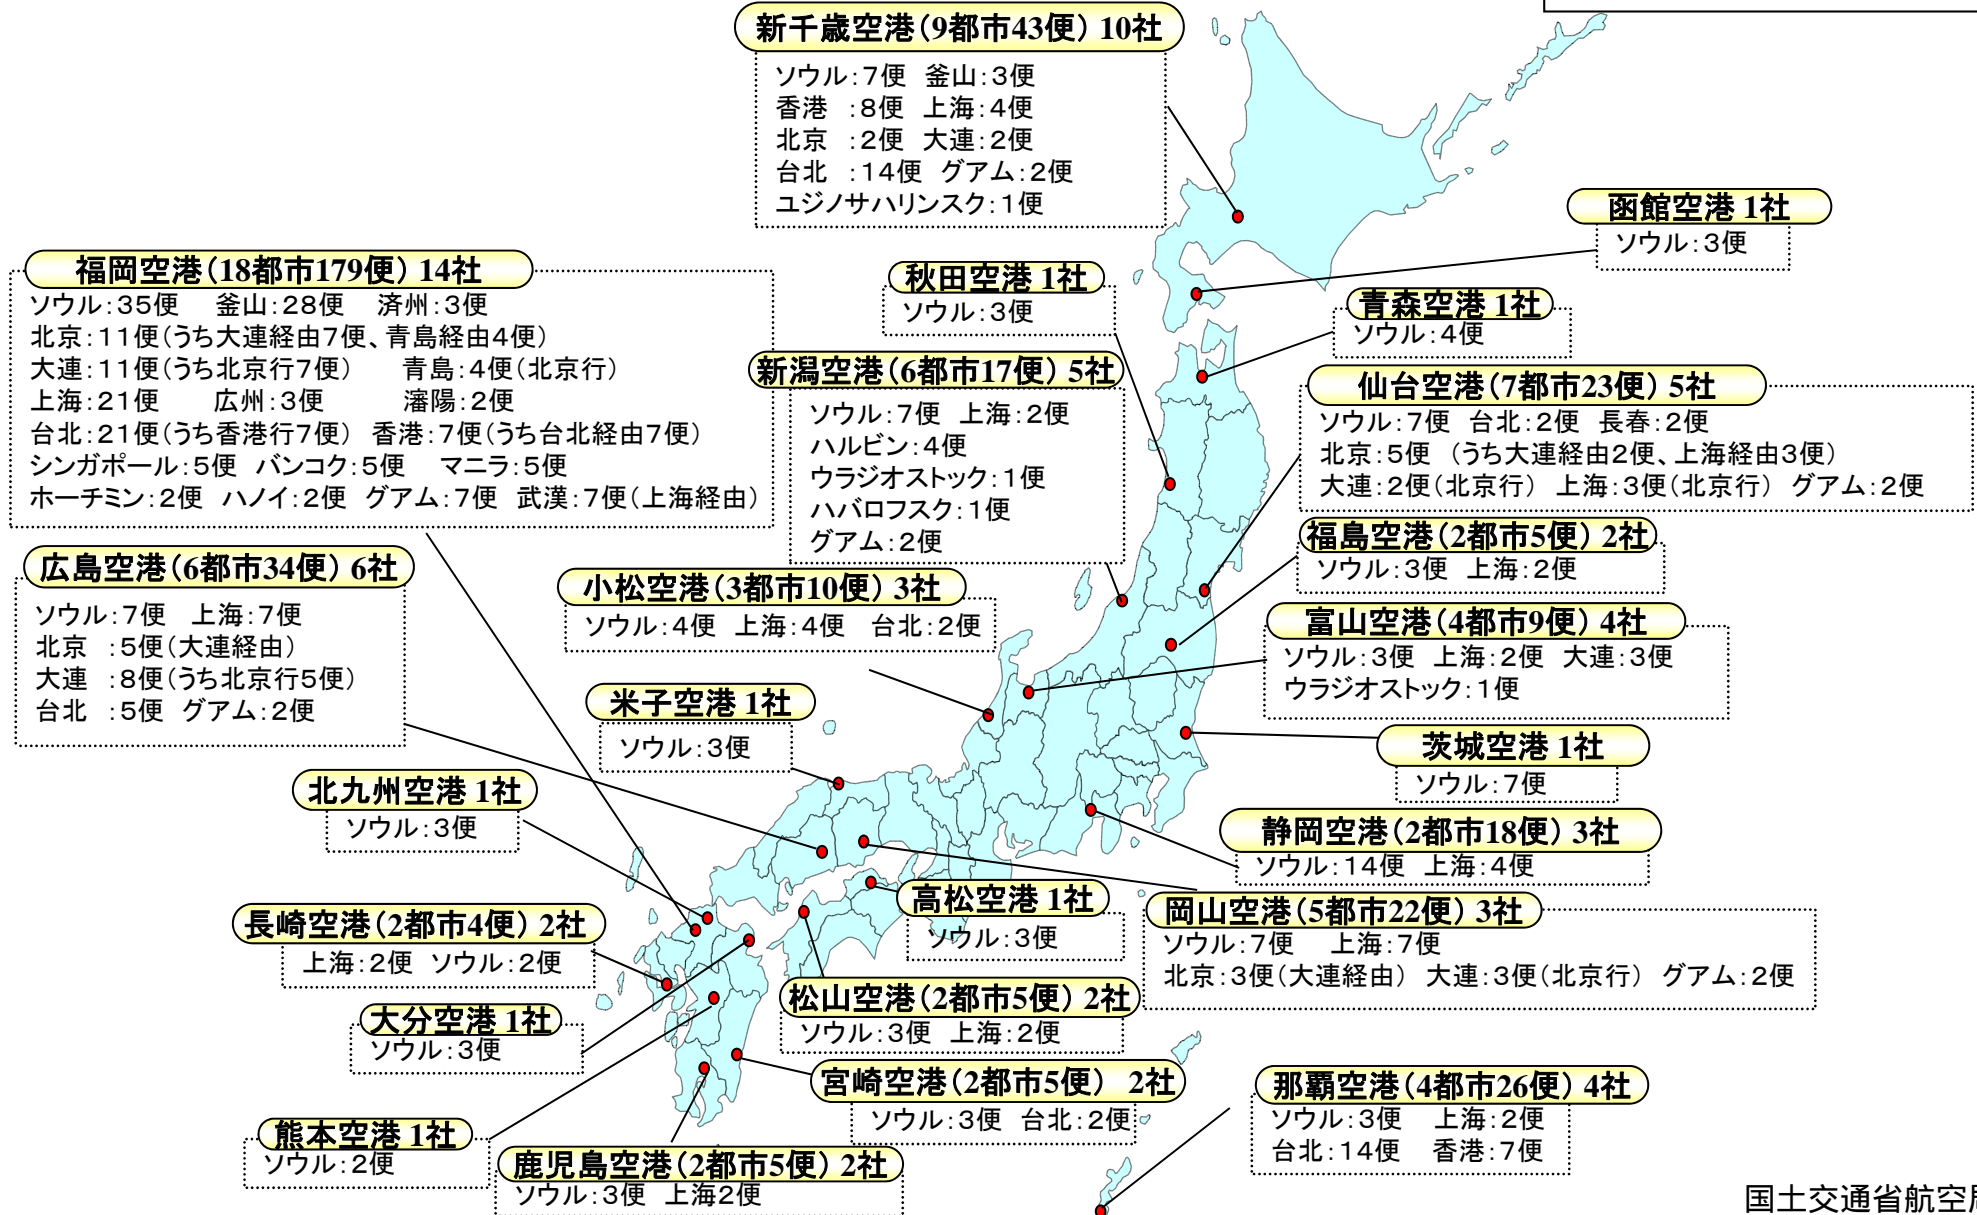 新千歳空港(9都市43便) 10社
ソウル:7便 釜山:3便
香港 :8便 上海:4便
北京 :2便 大連:2便
台北 :14便 グアム:2便
ユジノサハリンスク:1便
函館空港 1社
ソウル:3便
福岡空港(18都市179便) 14社
ソウル:35便 釜山:28便 済州:3便
北京:11便(うち大連経由7便、青島経由4便)
大連:11便(うち北京行7便) 青島:4便(北京行)
上海:21便 広州:3便 瀋陽:2便
台北:21便(うち香港行7便) 香港:7便(うち台北経由7便)
シンガポール:5便 バンコク:5便 マニラ:5便
ホーチミン:2便 ハノイ:2便 グアム:7便 武漢:7便(上海経由)
秋田空港 1社
ソウル:3便
青森空港 1社
ソウル:4便
新潟空港(6都市17便) 5社
ソウル:7便 上海:2便
ハルビン:4便
ウラジオストック:1便
ハバロフスク:1便
グアム:2便
仙台空港(7都市23便) 5社
ソウル:7便 台北:2便 長春:2便
北京:5便 (うち大連経由2便、上海経由3便)
大連:2便(北京行) 上海:3便(北京行) グアム:2便
福島空港(2都市5便) 2社
ソウル:3便 上海:2便
広島空港(6都市34便) 6社
ソウル:7便 上海:7便
北京 :5便(大連経由)
大連 :8便(うち北京行5便)
台北 :5便 グアム:2便
小松空港(3都市10便) 3社
ソウル:4便 上海:4便 台北:2便
富山空港(4都市9便) 4社
ソウル:3便 上海:2便 大連:3便
ウラジオストック:1便
米子空港 1社
ソウル:3便
茨城空港 1社
ソウル:7便
北九州空港 1社
ソウル:3便
静岡空港(2都市18便) 3社
ソウル:14便 上海:4便
高松空港 1社
ソウル:3便
岡山空港(5都市22便) 3社
ソウル:7便 上海:7便
北京:3便(大連経由) 大連:3便(北京行) グアム:2便
長崎空港(2都市4便) 2社
上海:2便 ソウル:2便
松山空港(2都市5便) 2社
ソウル:3便 上海:2便
大分空港 1社
ソウル:3便
宮崎空港(2都市5便) 2社
ソウル:3便 台北:2便
那覇空港(4都市26便) 4社
ソウル:3便 上海:2便
台北:14便 香港:7便
熊本空港 1社
ソウル:2便
鹿児島空港(2都市5便) 2社
ソウル:3便 上海2便
国土交通省航空局